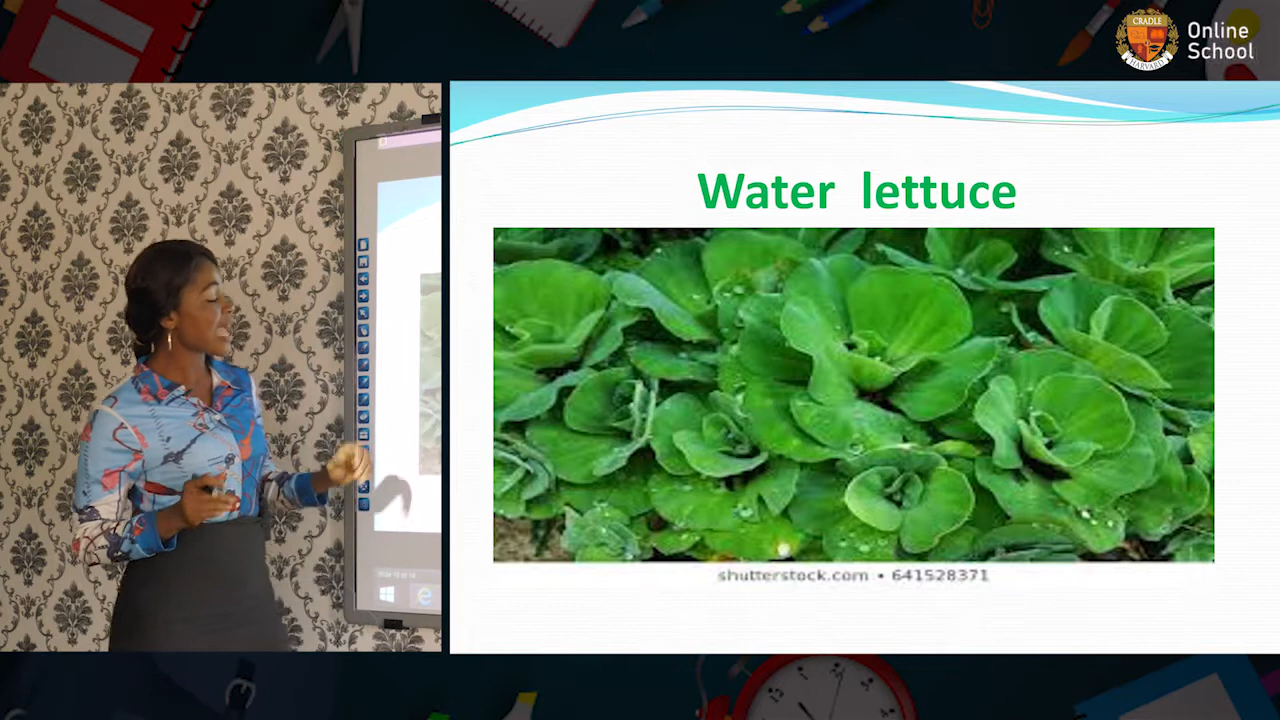 CRADLE
HARVARD
Online
School
Water lettuce
shutterstock.com • 641528371